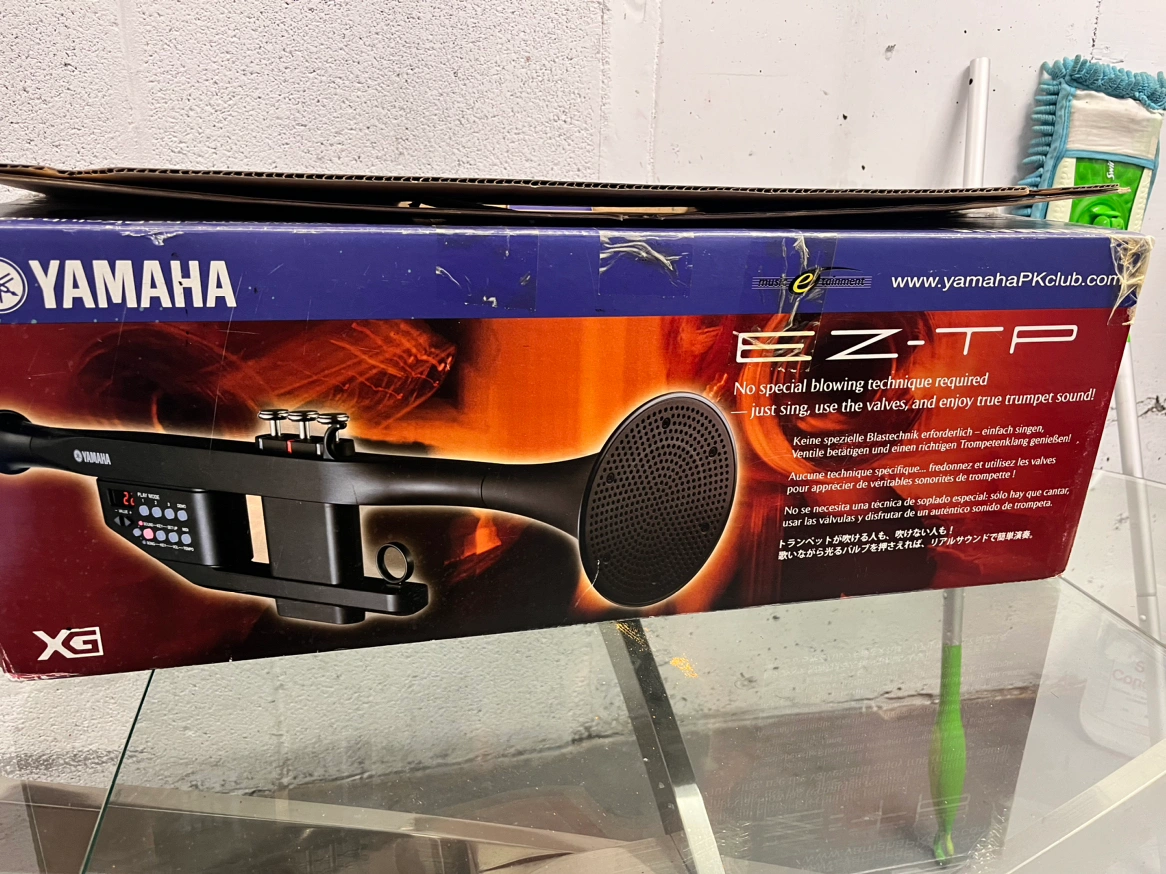 YAMAHA
music e tainment
www.yamahaPKclub.com
EZ-TP
No special blowing technique required
— just sing, use the valves, and enjoy true trumpet sound!
Keine spezielle Blastechnik erforderlich – einfach singen,
Ventile betätigen und einen richtigen Trompetenklang genießen!
Aucune technique spécifique... fredonnez et utilisez les valves
pour apprécier de véritables sonorités de trompette !
No se necesita una técnica de soplado especial: sólo hay que cantar,
usar las válvulas y disfrutar de un auténtico sonido de trompeta.
トランペットが吹ける人も、吹けない人も!
歌いながら光るバルブを押さえれば、リアルサウンドで簡単演奏。
YAMAHA
PLAY MODE
XG